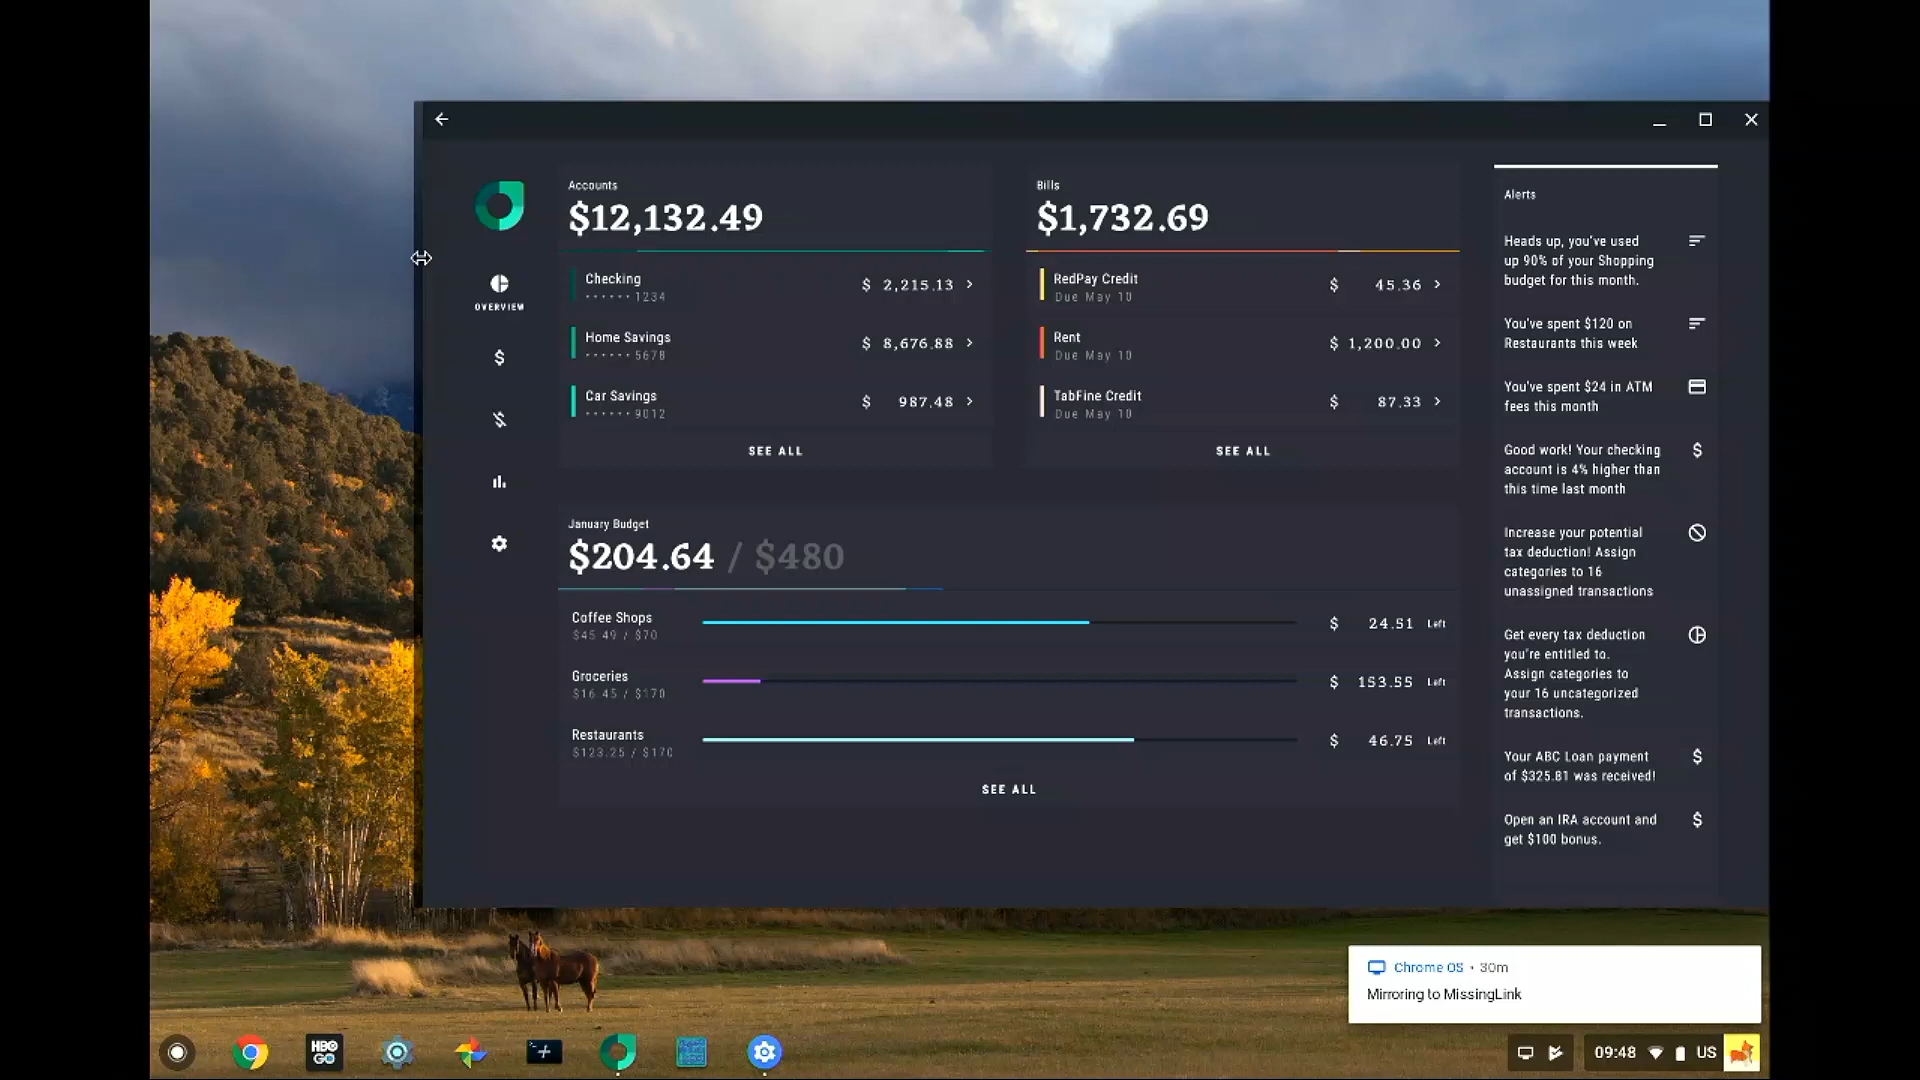 Accounts
$12,132.49
Checking
1234
$ 2,215.13
Home Savings
5678
$ 8,676.88
Car Savings
9012
$ 987.48
SEE ALL
Bills
$1,732.69
RedPay Credit
Due May 10
$ 45.36
Rent
Due May 10
$ 1,200.00
TabFine Credit
Due May 10
$ 87.33
SEE ALL
OVERVIEW
January Budget
$204.64 / $480
Coffee Shops
$45.49 / $70
$ 24.51 Left
Groceries
$16.45 / $170
$ 153.55 Left
Restaurants
$123.25 / $170
$ 46.75 Left
SEE ALL
Alerts
Heads up, you've used
up 90% of your Shopping
budget for this month.
You've spent $120 on
Restaurants this week
You've spent $24 in ATM
fees this month
Good work! Your checking
account is 4% higher than
this time last month
Increase your potential
tax deduction! Assign
categories to 16
unassigned transactions
Get every tax deduction
you're entitled to.
Assign categories to
your 16 uncategorized
transactions.
Your ABC Loan payment
of $325.81 was received!
Open an IRA account and
get $100 bonus.
Chrome OS • 30m
Mirroring to MissingLink
HBO
GO
09:48
US